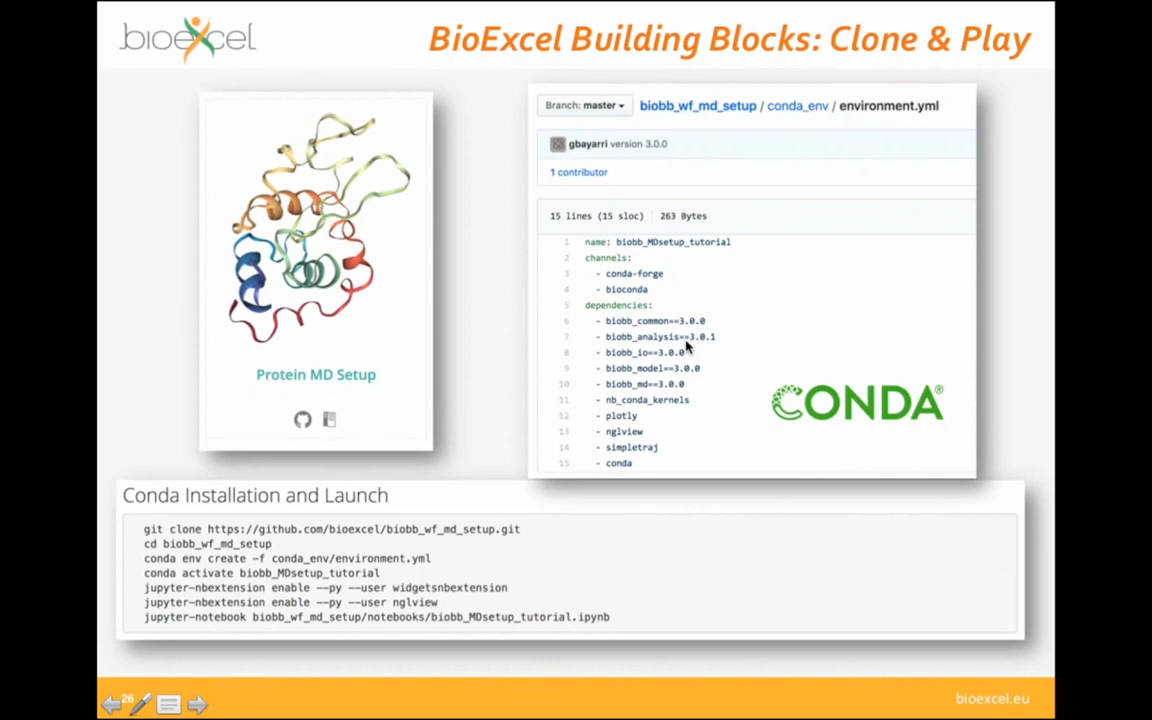 bioexcel
BioExcel Building Blocks: Clone & Play
Protein MD Setup
Branch: master
biobb_wf_md_setup / conda_env / environment.yml
gbayarri version 3.0.0
1 contributor
15 lines (15 sloc) 263 Bytes
1 name: biobb_MDsetup_tutorial
2 channels:
3 - conda-forge
4 - bioconda
5 dependencies:
6 - biobb_common==3.0.0
7 - biobb_analysis==3.0.1
8 - biobb_io==3.0.0
9 - biobb_model==3.0.0
10 - biobb_md==3.0.0
11 - nb_conda_kernels
12 - plotly
13 - nglview
14 - simpletraj
15 - conda
CONDA®
Conda Installation and Launch
git clone https://github.com/bioexcel/biobb_wf_md_setup.git
cd biobb_wf_md_setup
conda env create -f conda_env/environment.yml
conda activate biobb_MDsetup_tutorial
jupyter-nbextension enable --py --user widgetsnbextension
jupyter-nbextension enable --py --user nglview
jupyter-notebook biobb_wf_md_setup/notebooks/biobb_MDsetup_tutorial.ipynb
26
bioexcel.eu